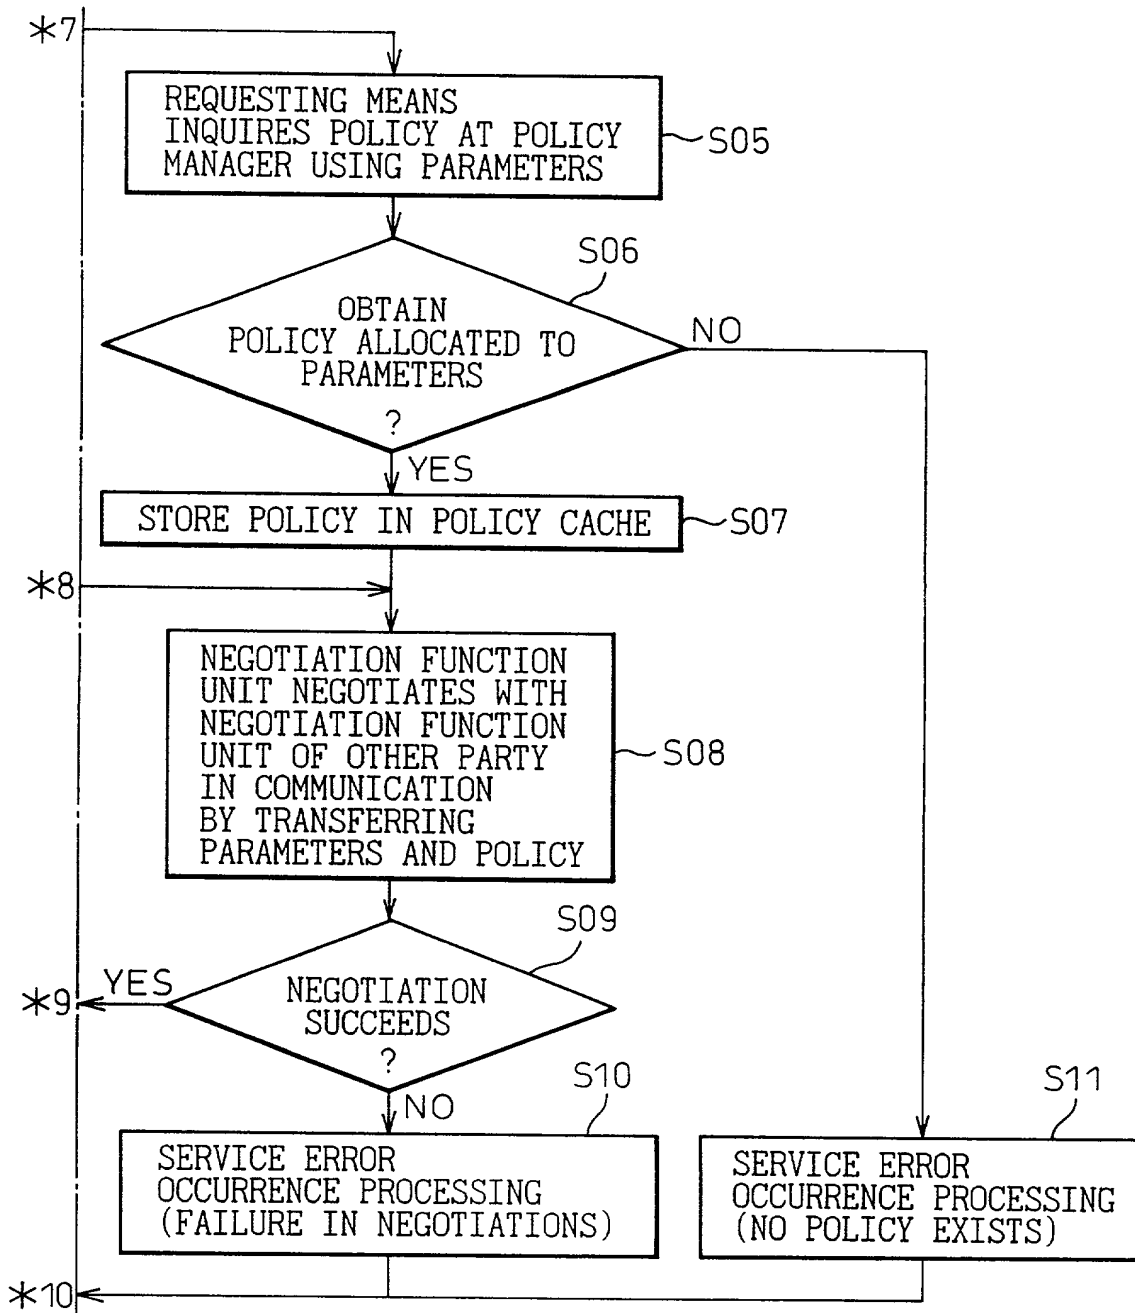 *7
REQUESTING MEANS
INQUIRES POLICY AT POLICY
MANAGER USING PARAMETERS
S05
S06
OBTAIN
POLICY ALLOCATED TO
PARAMETERS
?
NO
YES
STORE POLICY IN POLICY CACHE
S07
*8
NEGOTIATION FUNCTION
UNIT NEGOTIATES WITH
NEGOTIATION FUNCTION
UNIT OF OTHER PARTY
IN COMMUNICATION
BY TRANSFERRING
PARAMETERS AND POLICY
S08
S09
YES
*9
NEGOTIATION
SUCCEEDS
?
NO
S10
SERVICE ERROR
OCCURRENCE PROCESSING
(FAILURE IN NEGOTIATIONS)
S11
SERVICE ERROR
OCCURRENCE PROCESSING
(NO POLICY EXISTS)
*10